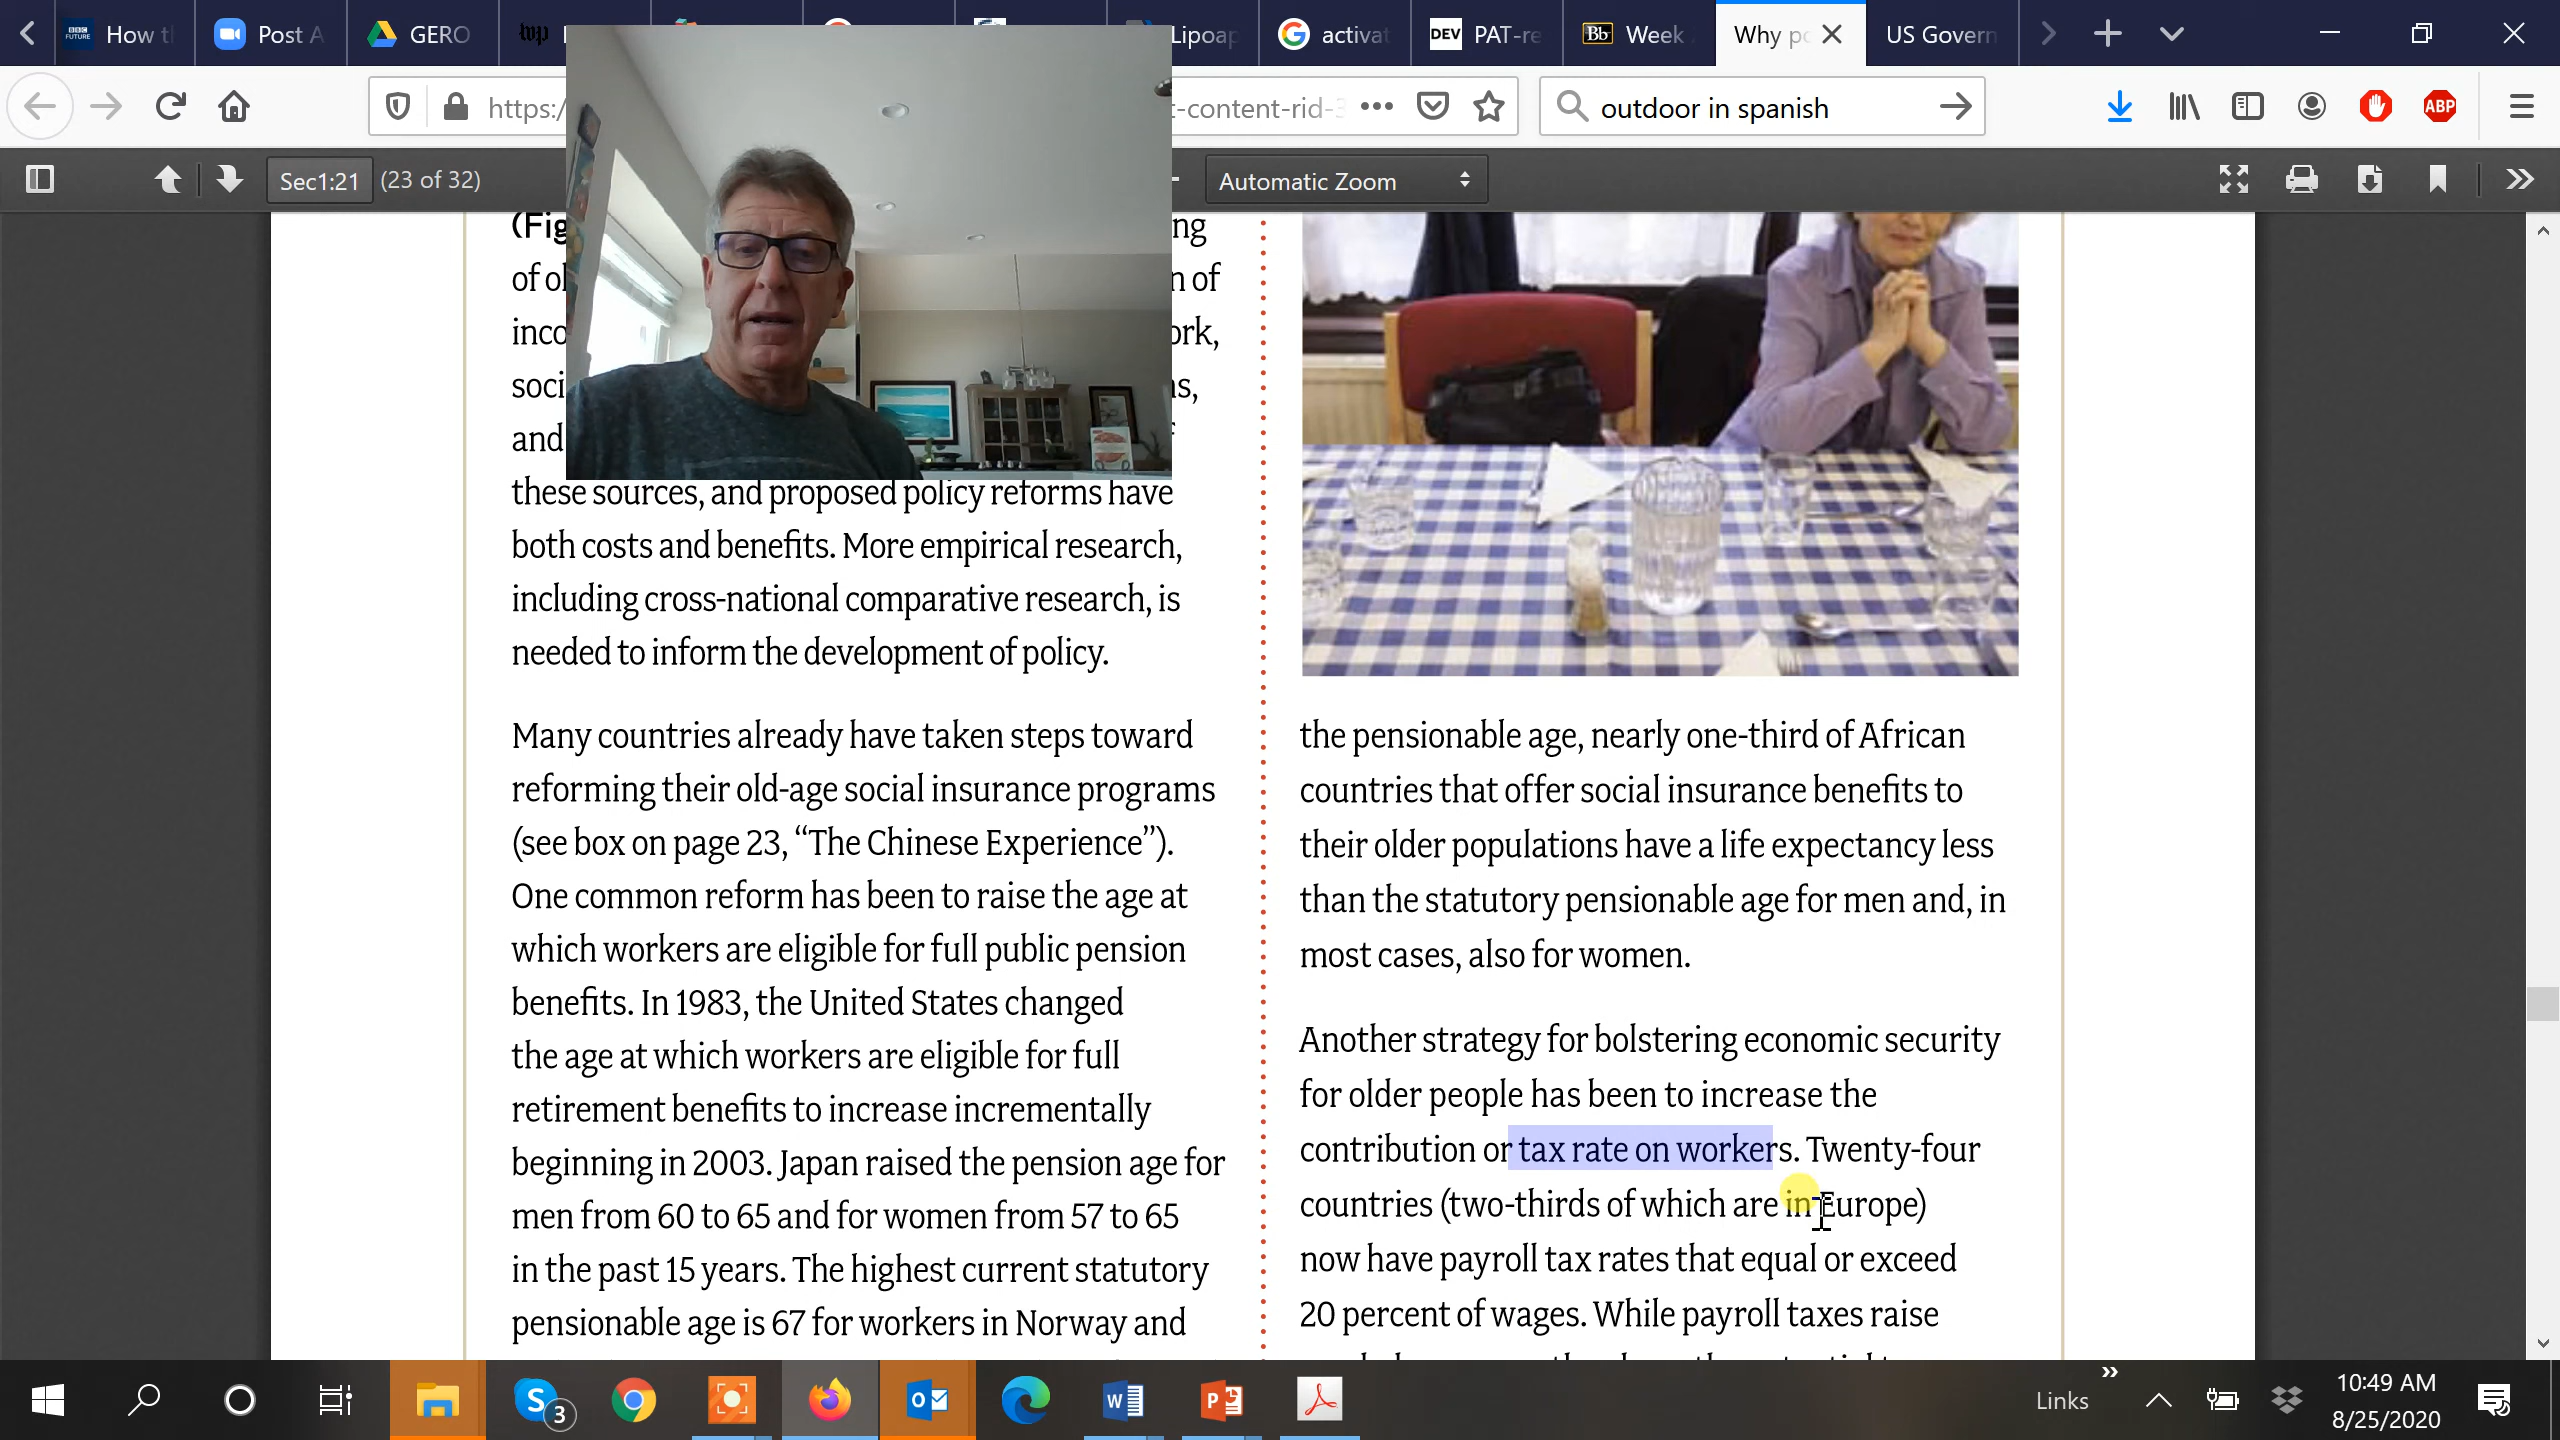 How t
Post A
GERO
Lipoap
activat
DEV
PAT-re
Bb
Week
Why po
US Govern
https:/
t-content-rid-3
outdoor in spanish
ABP
Sec1:21
(23 of 32)
Automatic Zoom
(Fig
ng
of ol
n of
inco
ork,
soci
ns,
and
these sources, and proposed policy reforms have
both costs and benefits. More empirical research,
including cross-national comparative research, is
needed to inform the development of policy.
Many countries already have taken steps toward
reforming their old-age social insurance programs
(see box on page 23, “The Chinese Experience”).
One common reform has been to raise the age at
which workers are eligible for full public pension
benefits. In 1983, the United States changed
the age at which workers are eligible for full
retirement benefits to increase incrementally
beginning in 2003. Japan raised the pension age for
men from 60 to 65 and for women from 57 to 65
in the past 15 years. The highest current statutory
pensionable age is 67 for workers in Norway and
the pensionable age, nearly one-third of African
countries that offer social insurance benefits to
their older populations have a life expectancy less
than the statutory pensionable age for men and, in
most cases, also for women.
Another strategy for bolstering economic security
for older people has been to increase the
contribution or tax rate on workers. Twenty-four
countries (two-thirds of which are in Europe)
now have payroll tax rates that equal or exceed
20 percent of wages. While payroll taxes raise
3
Links
10:49 AM
8/25/2020